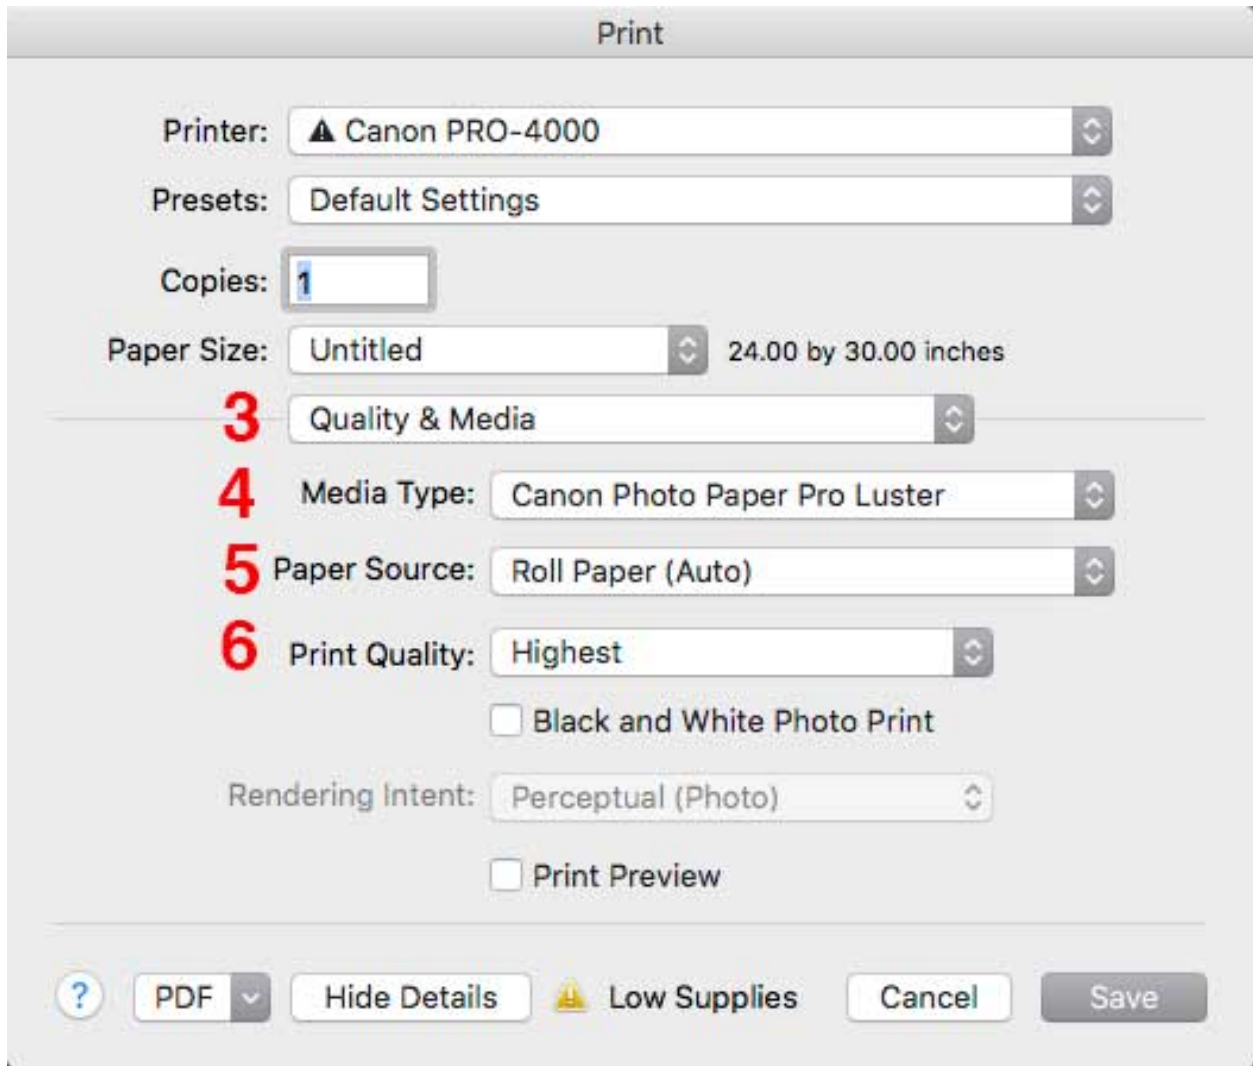 Print
Printer: Canon PRO-4000
Presets: Default Settings
Copies: 1
Paper Size: Untitled 24.00 by 30.00 inches
3 Quality & Media
4 Media Type: Canon Photo Paper Pro Luster
5 Paper Source: Roll Paper (Auto)
6 Print Quality: Highest
Black and White Photo Print
Rendering Intent: Perceptual (Photo)
Print Preview
? PDF Hide Details Low Supplies Cancel Save